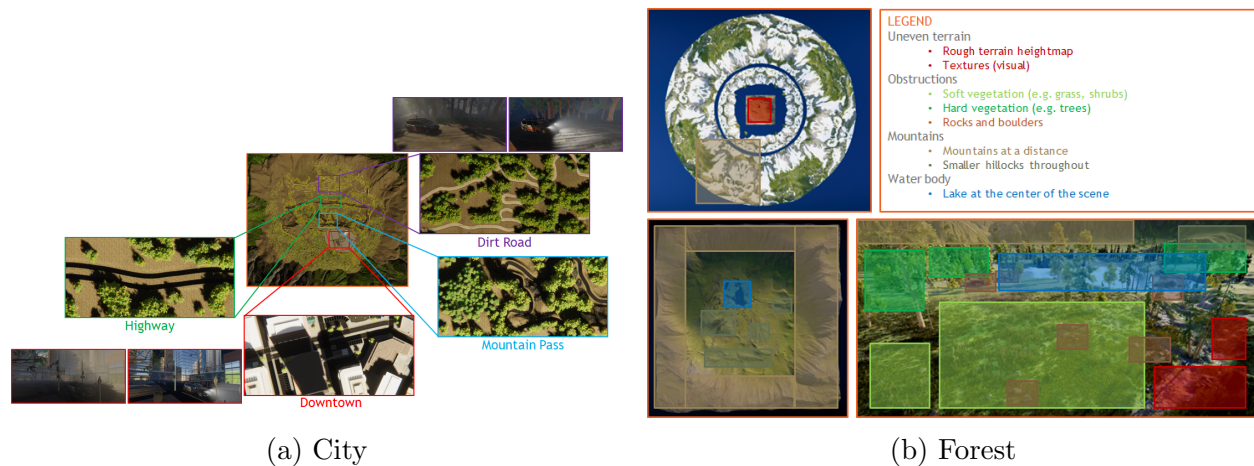 Dirt Road
Highway
Mountain Pass
Downtown
(a) City
LEGEND
Uneven terrain
• Rough terrain heightmap
• Textures (visual)
Obstructions
• Soft vegetation (e.g. grass, shrubs)
• Hard vegetation (e.g. trees)
• Rocks and boulders
Mountains
• Mountains at a distance
• Smaller hillocks throughout
Water body
• Lake at the center of the scene
(b) Forest